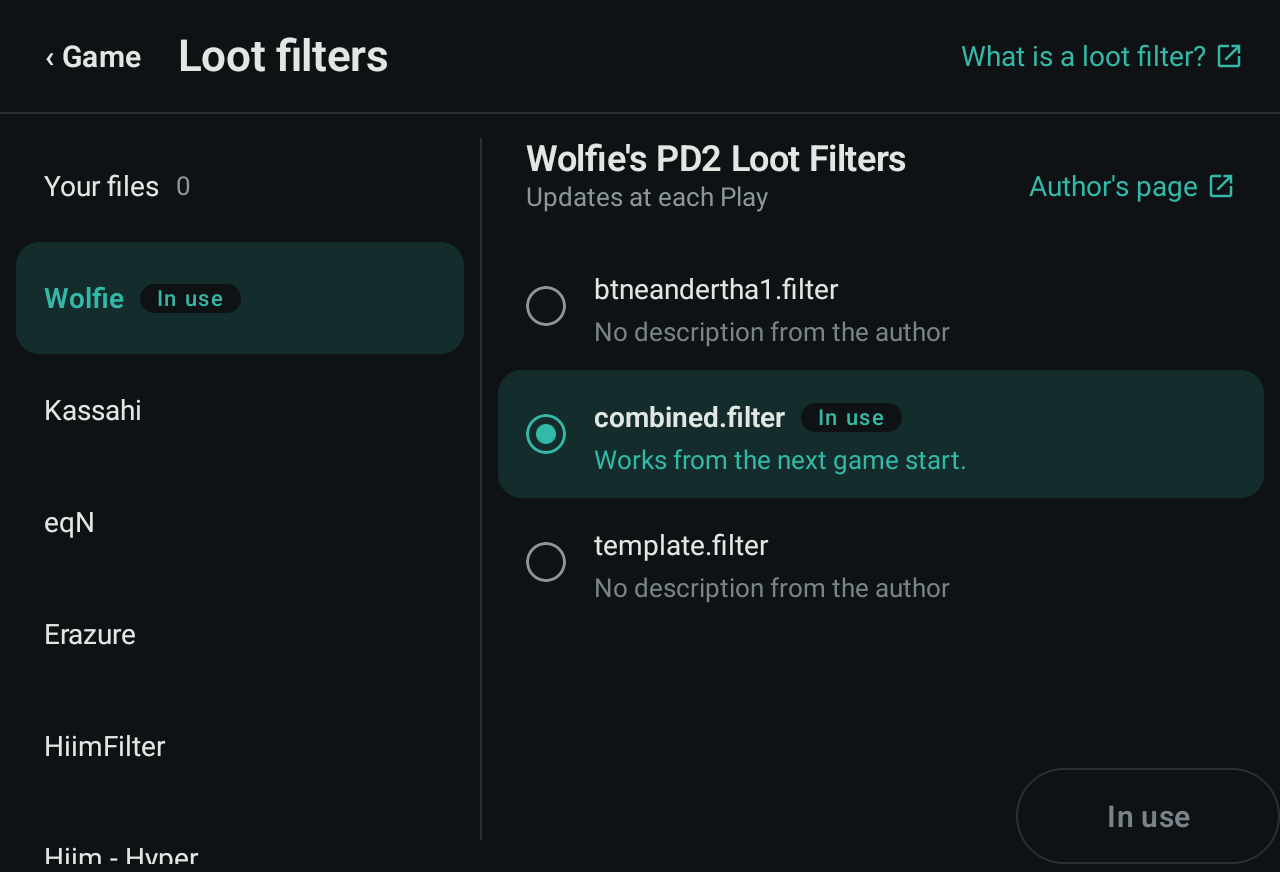 ‹ Game
Loot filters
What is a loot filter?
Your files 0
Wolfie In use
Kassahi
eqN
Erazure
HiimFilter
Hiim - Hyper
Wolfie's PD2 Loot Filters
Updates at each Play
Author's page
btneandertha1.filter
No description from the author
combined.filter In use
Works from the next game start.
template.filter
No description from the author
In use